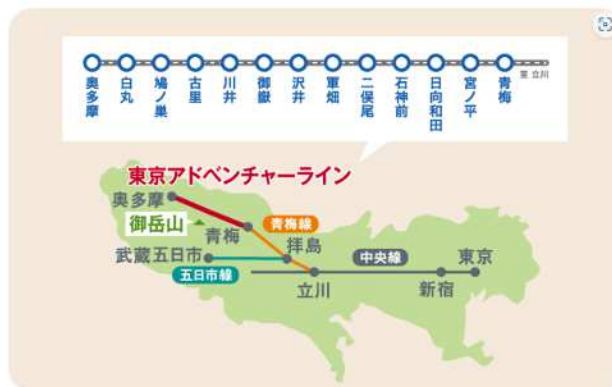 奥多摩
白丸
鳩ノ巣
古里
川井
御嶽
沢井
軍畑
二俣尾
石神前
日向和田
宮ノ平
青梅
至 立川
東京アドベンチャーライン
奥多摩
御岳山
青梅
青梅線
武蔵五日市
拝島
五日市線
中央線
東京
立川
新宿